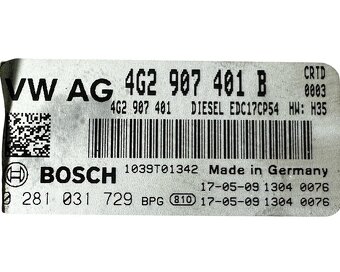 VW AG 4G2 907 401 B CRTD
0003
4G2 907 401 DIESEL EDC17CP54 HW: H35
BOSCH 1039T01342 Made in Germany
17-05-09 1304 0076
0 281 031 729 BPG 810 17-05-09 1304 0076